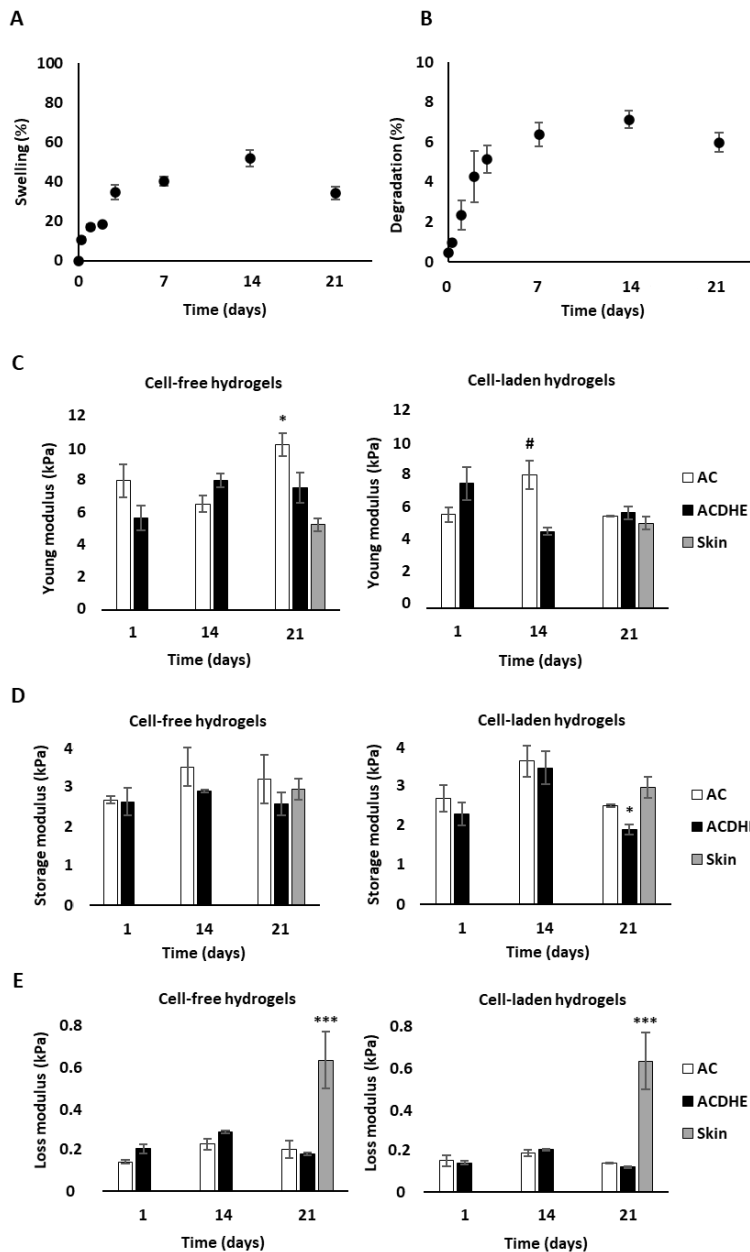 A
B
100
80
60
40
20
0
Swelling (%)
0 7 14 21
Time (days)
10
8
6
4
2
0
Degradation (%)
0 7 14 21
Time (days)
C
Cell-free hydrogels
12
10
8
6
4
2
0
Young modulus (kPa)
*
1 14 21
Time (days)
Cell-laden hydrogels
12
10
8
6
4
2
0
Young modulus (kPa)
#
1 14 21
Time (days)
AC
ACDHE
Skin
D
Cell-free hydrogels
4
3
2
1
0
Storage modulus (kPa)
1 14 21
Time (days)
Cell-laden hydrogels
4
3
2
1
0
Storage modulus (kPa)
*
1 14 21
Time (days)
AC
ACDHE
Skin
E
Cell-free hydrogels
0.8
0.6
0.4
0.2
0
Loss modulus (kPa)
***
1 14 21
Time (days)
Cell-laden hydrogels
0.8
0.6
0.4
0.2
0
Loss modulus (kPa)
***
1 14 21
Time (days)
AC
ACDHE
Skin